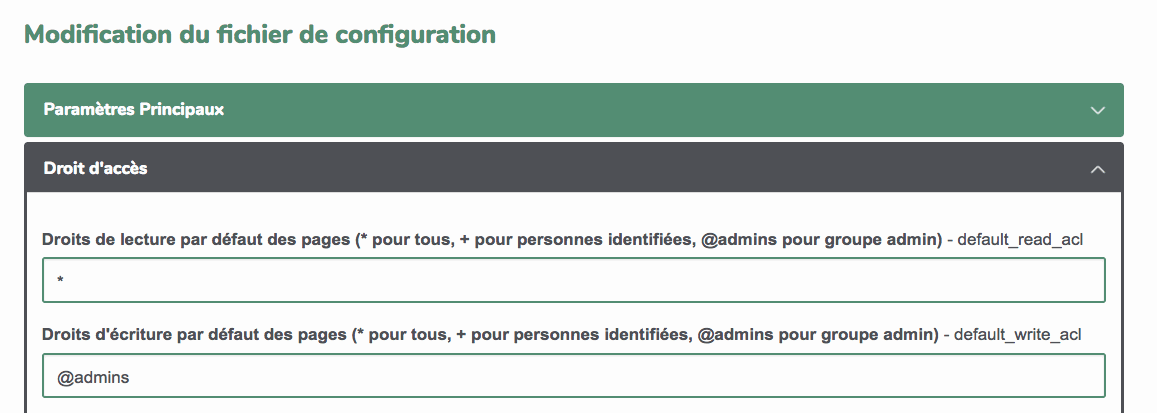 Modification du fichier de configuration
Paramètres Principaux
Droit d'accès
Droits de lecture par défaut des pages (* pour tous, + pour personnes identifiées, @admins pour groupe admin) - default_read_acl
*
Droits d'écriture par défaut des pages (* pour tous, + pour personnes identifiées, @admins pour groupe admin) - default_write_acl
@admins